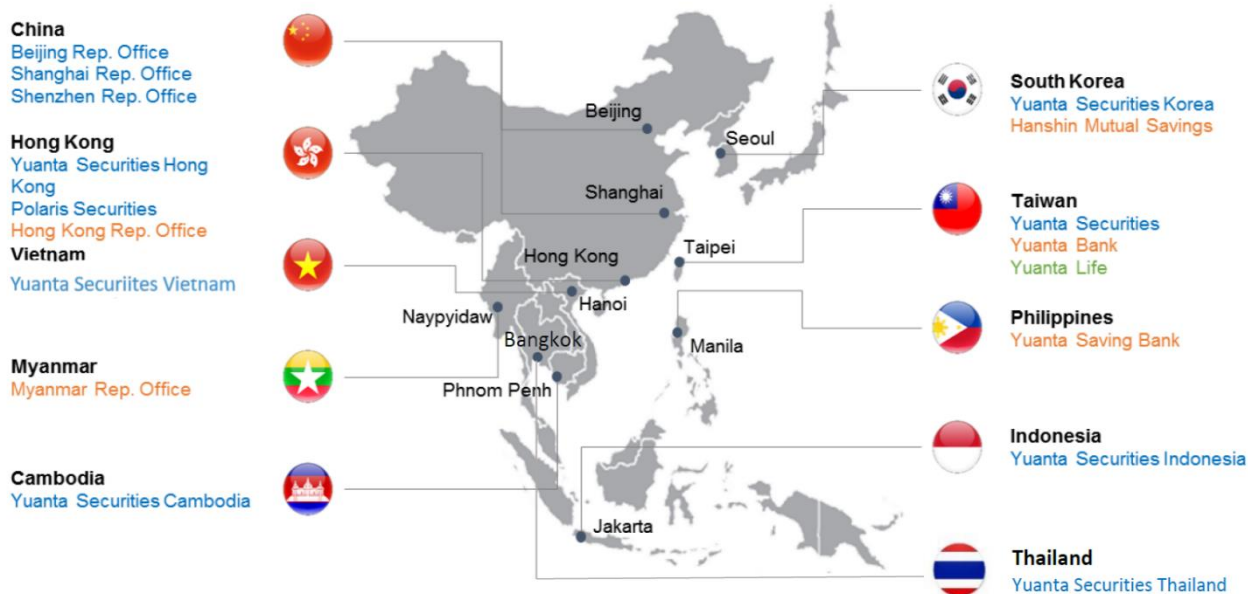 China
Beijing Rep. Office
Shanghai Rep. Office
Shenzhen Rep. Office
Hong Kong
Yuanta Securities Hong
Kong
Polaris Securities
Hong Kong Rep. Office
Vietnam
Yuanta Securiites Vietnam
Myanmar
Myanmar Rep. Office
Cambodia
Yuanta Securities Cambodia
Beijing
Seoul
Shanghai
Taipei
Hong Kong
Hanoi
Naypyidaw
Bangkok
Manila
Phnom Penh
Jakarta
South Korea
Yuanta Securities Korea
Hanshin Mutual Savings
Taiwan
Yuanta Securities
Yuanta Bank
Yuanta Life
Philippines
Yuanta Saving Bank
Indonesia
Yuanta Securities Indonesia
Thailand
Yuanta Securities Thailand